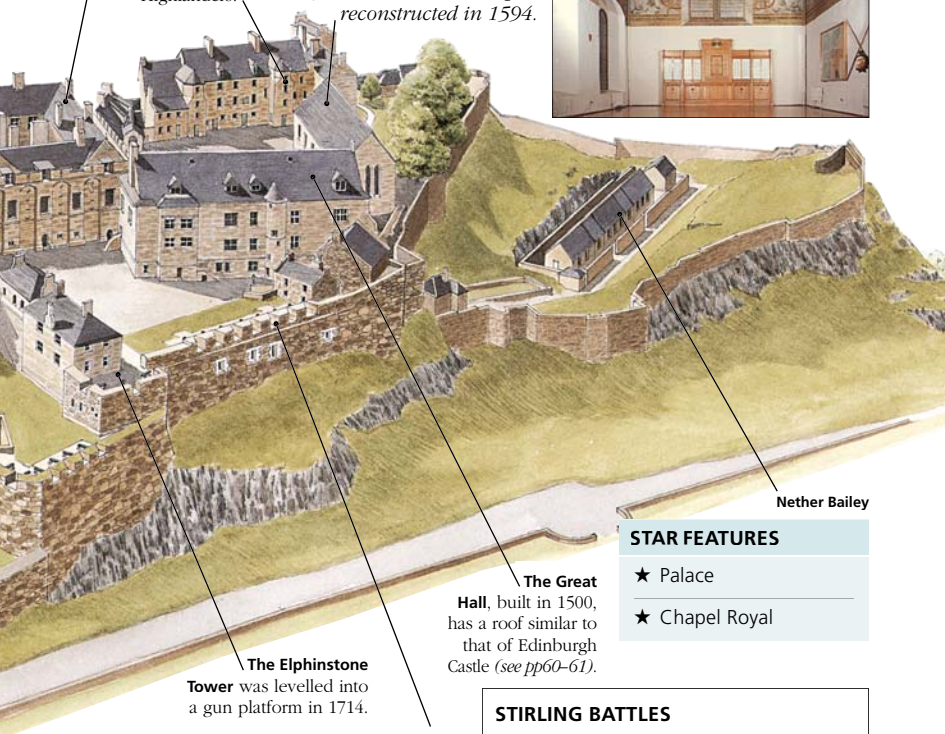 Highlanders.
reconstructed in 1594.
Nether Bailey
STAR FEATURES
★ Palace
★ Chapel Royal
The Great
Hall, built in 1500,
has a roof similar to
that of Edinburgh
Castle (see pp60–61).
The Elphinstone
Tower was levelled into
a gun platform in 1714.
STIRLING BATTLES